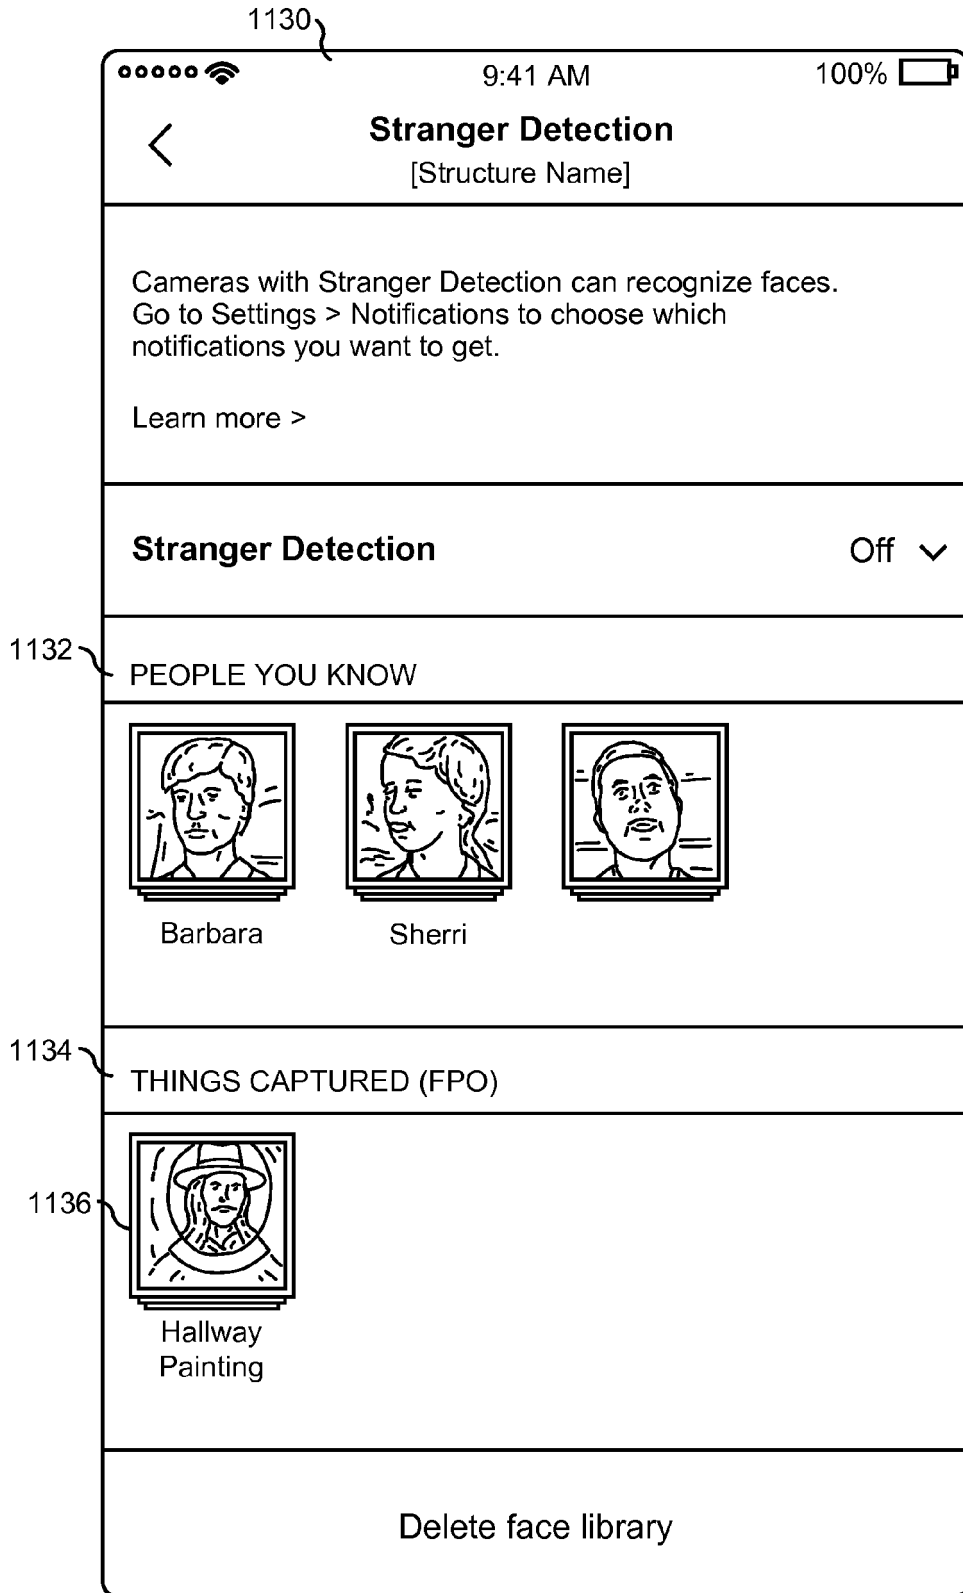 1130
9:41 AM
100%
Stranger Detection
[Structure Name]
Cameras with Stranger Detection can recognize faces.
Go to Settings > Notifications to choose which
notifications you want to get.
Learn more >
Stranger Detection
Off
1132
PEOPLE YOU KNOW
Barbara
Sherri
1134
THINGS CAPTURED (FPO)
1136
Hallway
Painting
Delete face library